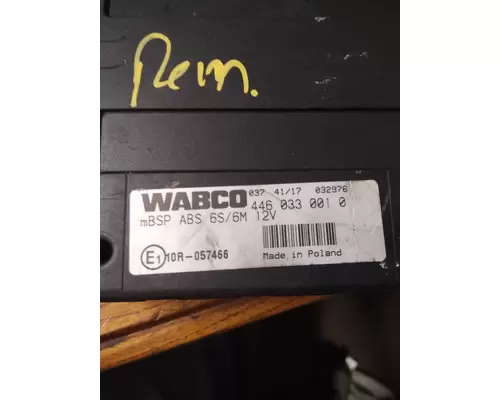 Rem.
WABCO 037 41/17 032976
446 033 001 0
mBSP ABS 6S/6M 12V
E1 10R-057466
Made in Poland